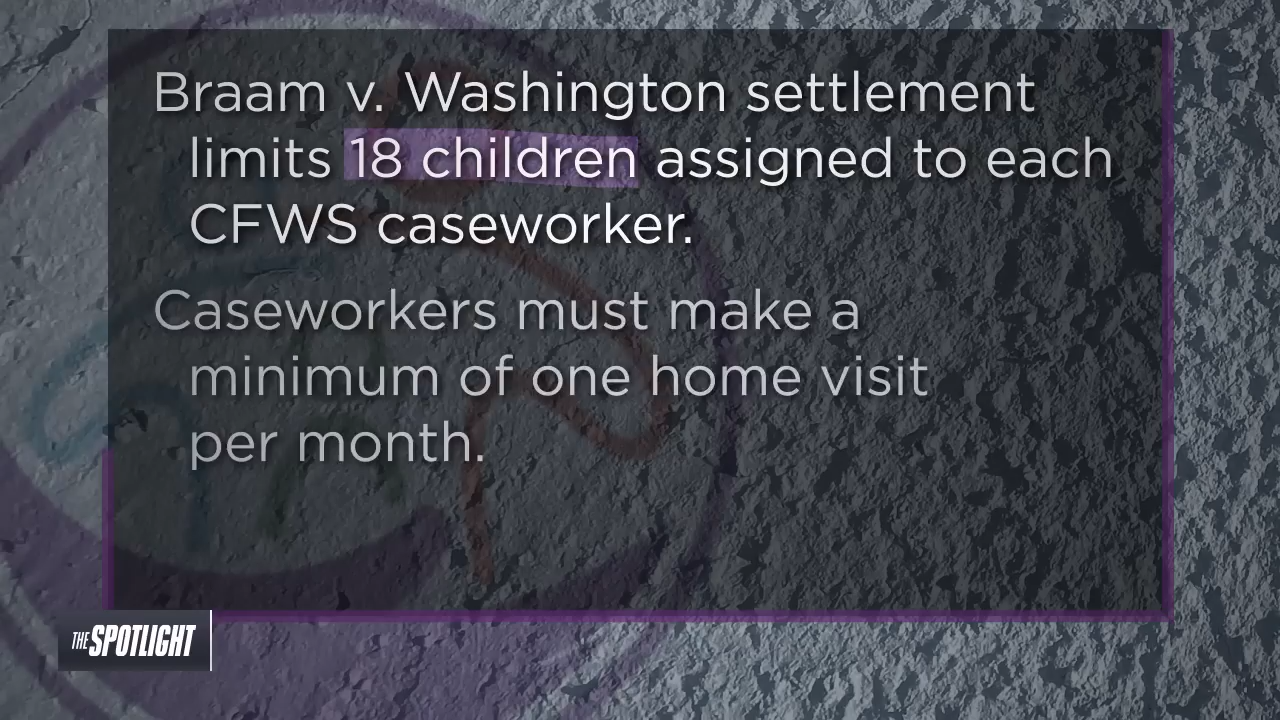 Braam v. Washington settlement
limits 18 children assigned to each
CFWS caseworker.
Caseworkers must make a
minimum of one home visit
per month.
THE SPOTLIGHT